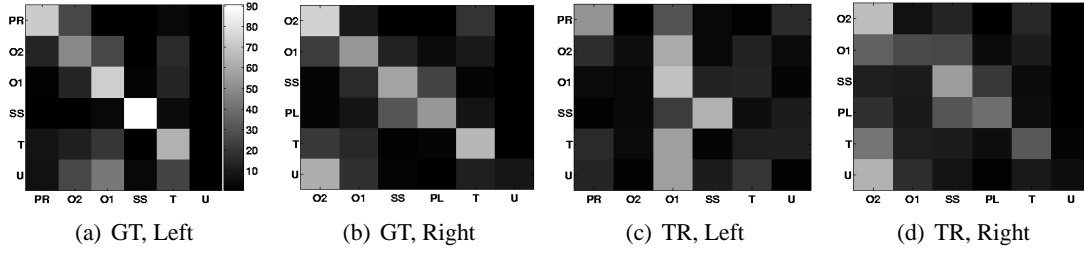 PR
O2
O1
SS
T
U
PR O2 O1 SS T U
90
80
70
60
50
40
30
20
10
(a) GT, Left
O2
O1
SS
PL
T
U
O2 O1 SS PL T U
(b) GT, Right
PR
O2
O1
SS
T
U
PR O2 O1 SS T U
(c) TR, Left
O2
O1
SS
PL
T
U
O2 O1 SS PL T U
(d) TR, Right